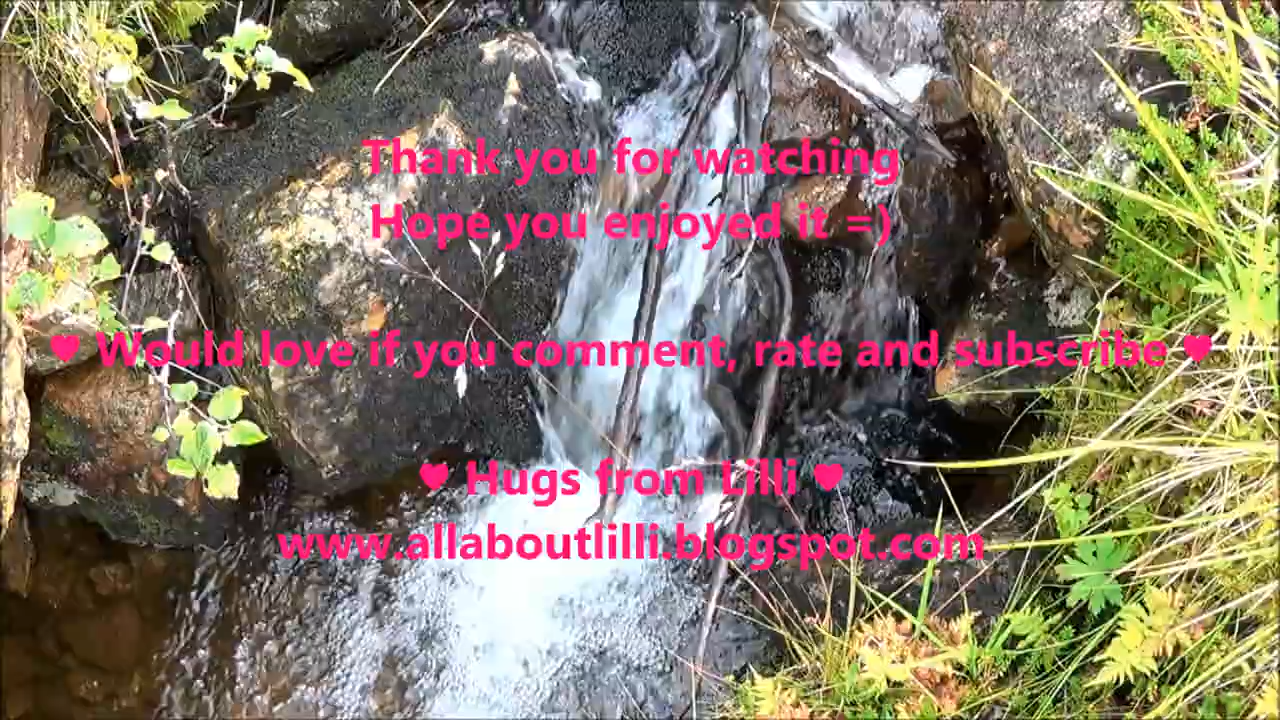 Thank you for watching
Hope you enjoyed it =)
♥ Would love if you comment, rate and subscribe ♥
♥ Hugs from Lilli ♥
www.allaboutlilli.blogspot.com